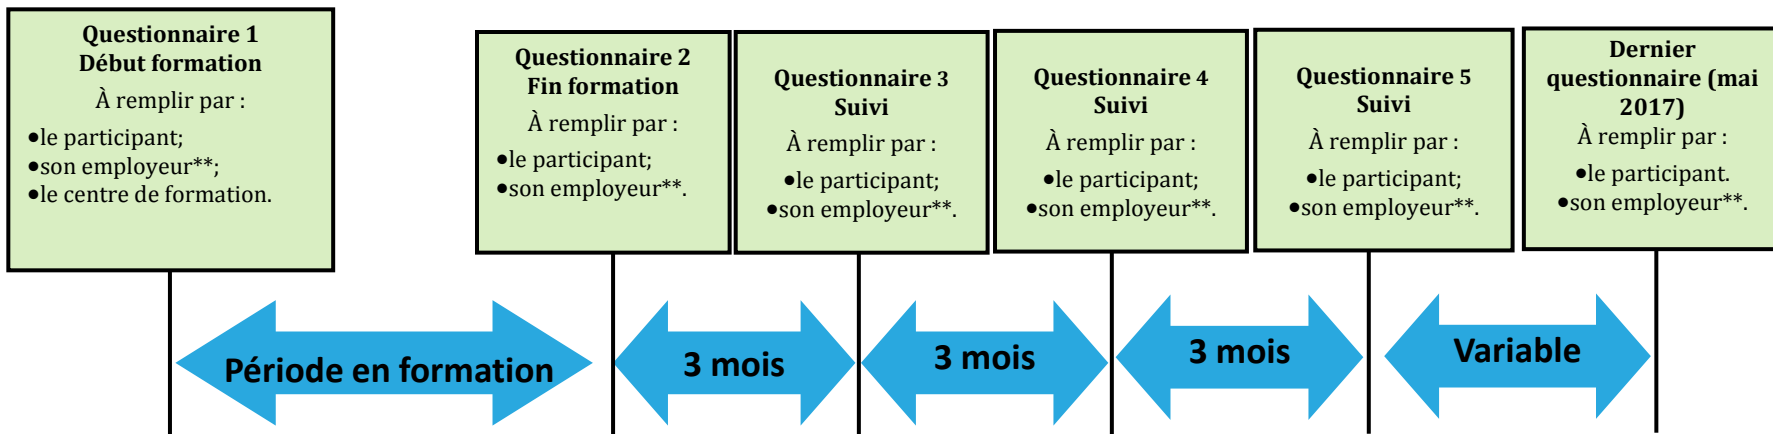 Questionnaire 1
Début formation
À remplir par :
•le participant;
•son employeur**;
•le centre de formation.
Questionnaire 2
Fin formation
À remplir par :
•le participant;
•son employeur**.
Questionnaire 3
Suivi
À remplir par :
•le participant;
•son employeur**.
Questionnaire 4
Suivi
À remplir par :
•le participant;
•son employeur**.
Questionnaire 5
Suivi
À remplir par :
•le participant;
•son employeur**.
Dernier
questionnaire (mai
2017)
À remplir par :
•le participant.
•son employeur**.
Période en formation
3 mois
3 mois
3 mois
Variable